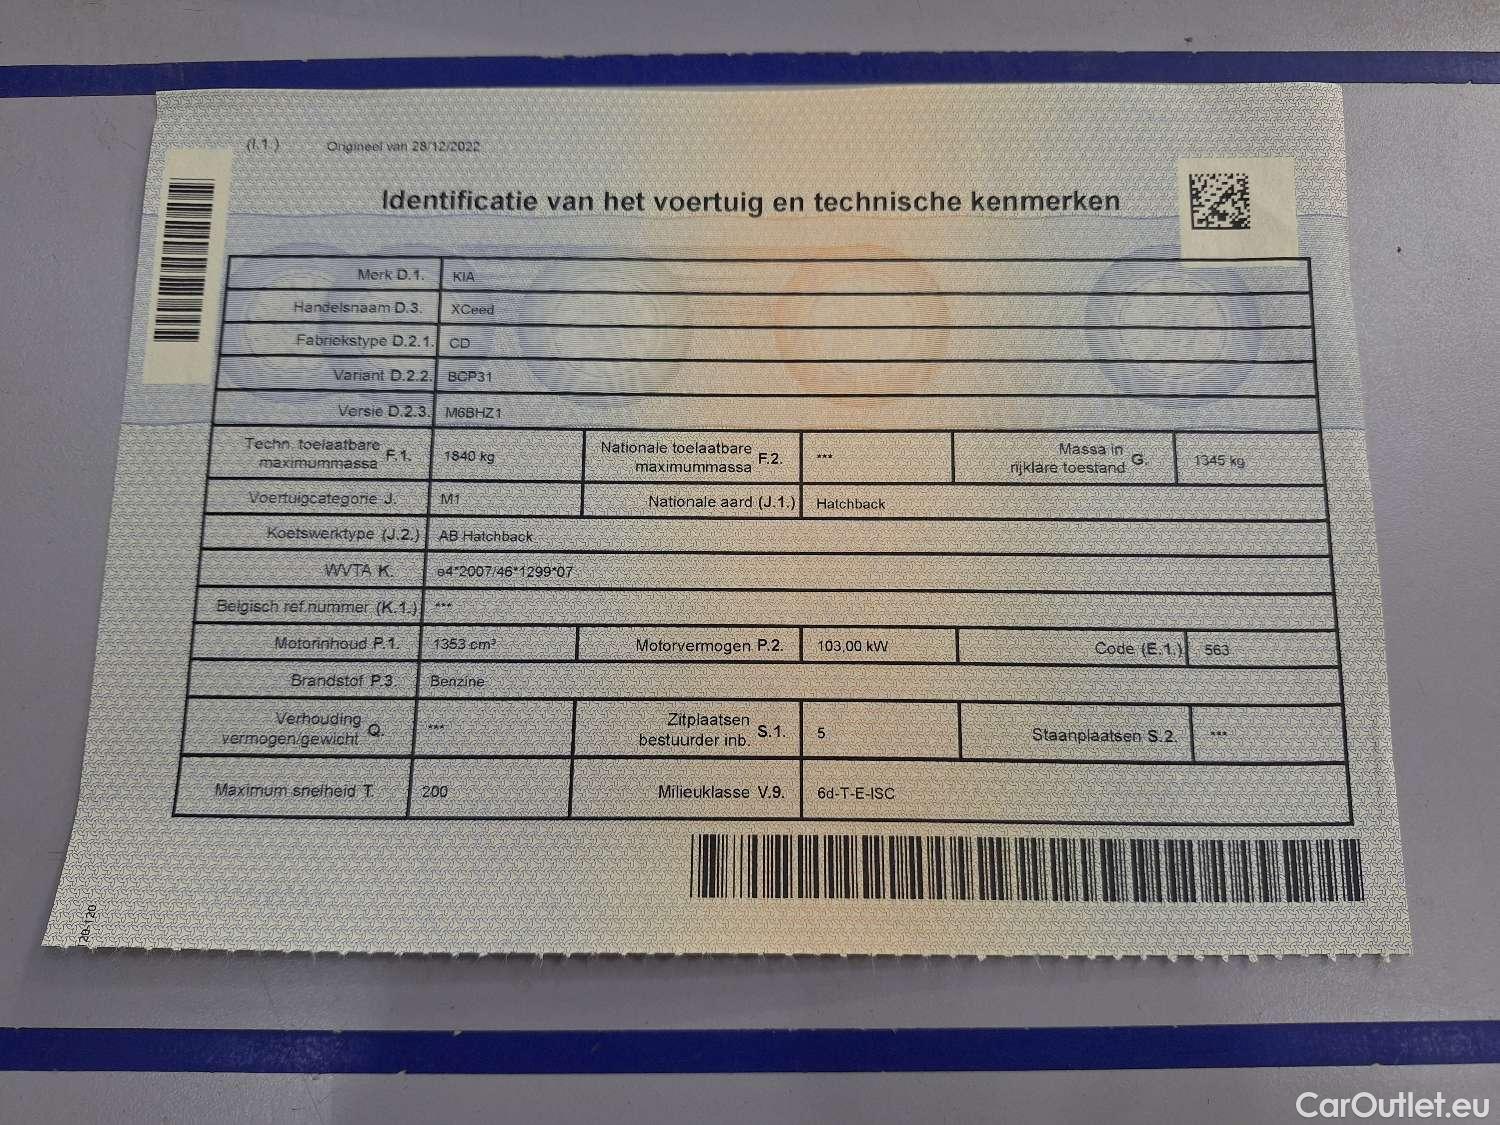 (I.1.) Origineel van 28/12/2022
Identificatie van het voertuig en technische kenmerken
Merk D.1. KIA
Handelsnaam D.3. XCeed
Fabriekstype D.2.1. CD
Variant D.2.2. BCP31
Versie D.2.3. M6BHZ1
Techn. toelaatbare maximummassa F.1. 1840 kg Nationale toelaatbare maximummassa F.2. *** Massa in rijklare toestand G. 1345 kg
Voertuigcategorie J. M1 Nationale aard (J.1.) Hatchback
Koetswerktype (J.2.) AB Hatchback
WVTA K. e4*2007/46*1299*07
Belgisch ref.nummer (K.1.) ***
Motorinhoud P.1. 1353 cm³ Motorvermogen P.2. 103,00 kW Code (E.1.) 563
Brandstof P.3. Benzine
Verhouding vermogen/gewicht Q. *** Zitplaatsen bestuurder inb. S.1. 5 Staanplaatsen S.2. ***
Maximum snelheid T. 200 Milieuklasse V.9. 6d-T-E-ISC
120-120
CarOutlet.eu